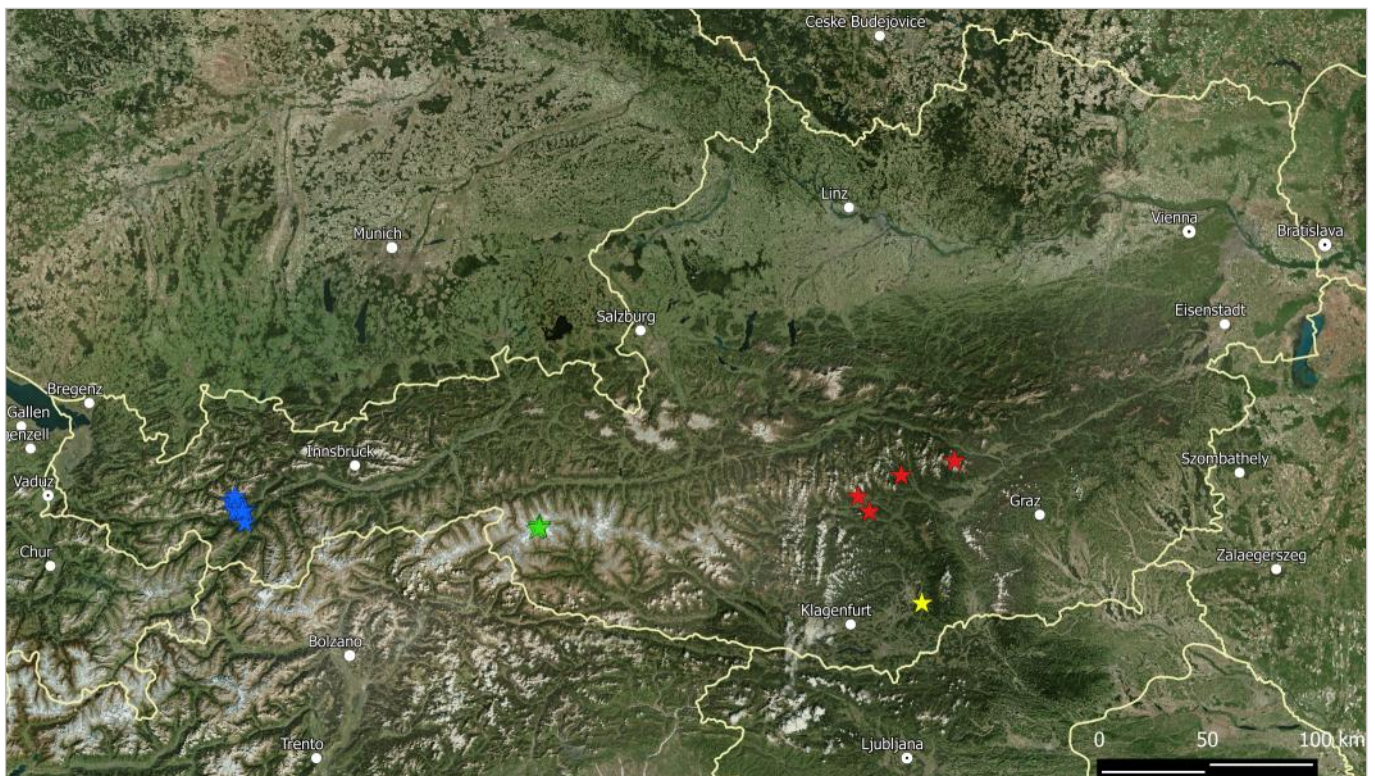 Ceske Budejovice
Linz
Vienna
Munich
Bratislava
Salzburg
Eisenstadt
Bregenz
Gallen
enzell
Innsbruck
Szombathely
Vaduz
Graz
Chur
Zalaegerszeg
Klagenfurt
Bolzano
Trento
Ljubljana
0 50 100 km